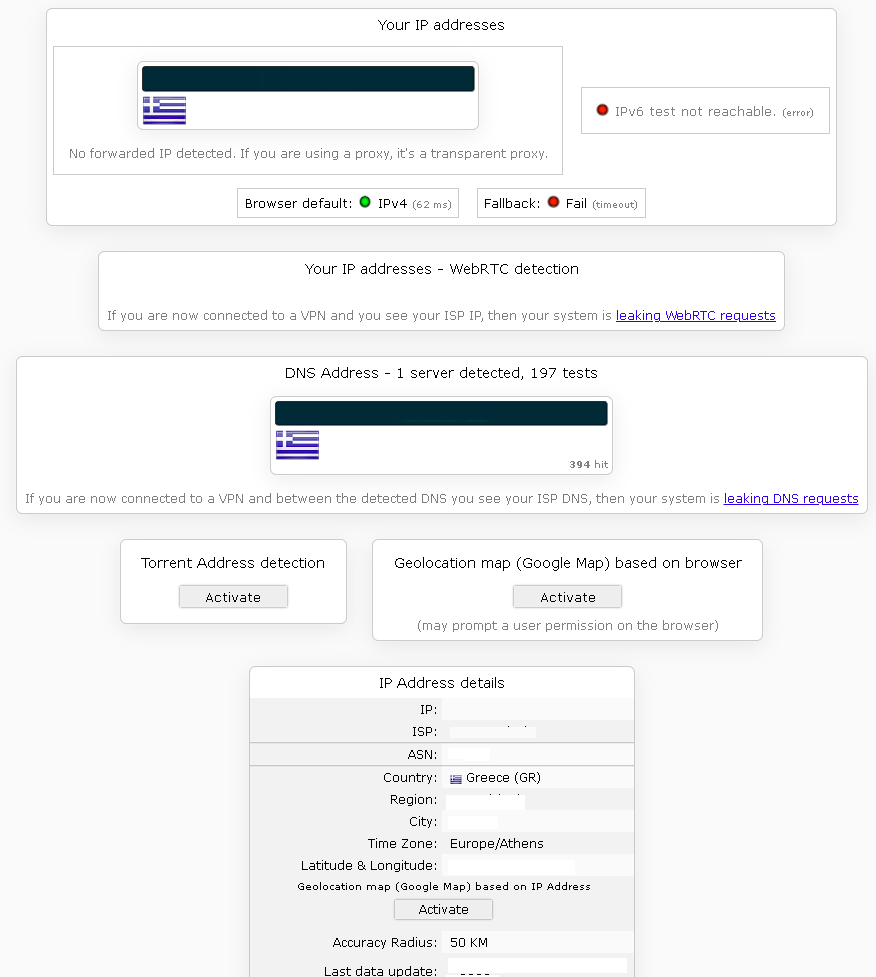 Your IP addresses
No forwarded IP detected. If you are using a proxy, it's a transparent proxy.
IPv6 test not reachable. (error)
Browser default: IPv4 (62 ms)
Fallback: Fail (timeout)
Your IP addresses - WebRTC detection
If you are now connected to a VPN and you see your ISP IP, then your system is leaking WebRTC requests
DNS Address - 1 server detected, 197 tests
394 hit
If you are now connected to a VPN and between the detected DNS you see your ISP DNS, then your system is leaking DNS requests
Torrent Address detection
Activate
Geolocation map (Google Map) based on browser
Activate
(may prompt a user permission on the browser)
IP Address details
IP:
ISP:
ASN:
Country: Greece (GR)
Region:
City:
Time Zone: Europe/Athens
Latitude & Longitude:
Geolocation map (Google Map) based on IP Address
Activate
Accuracy Radius: 50 KM
Last data update: